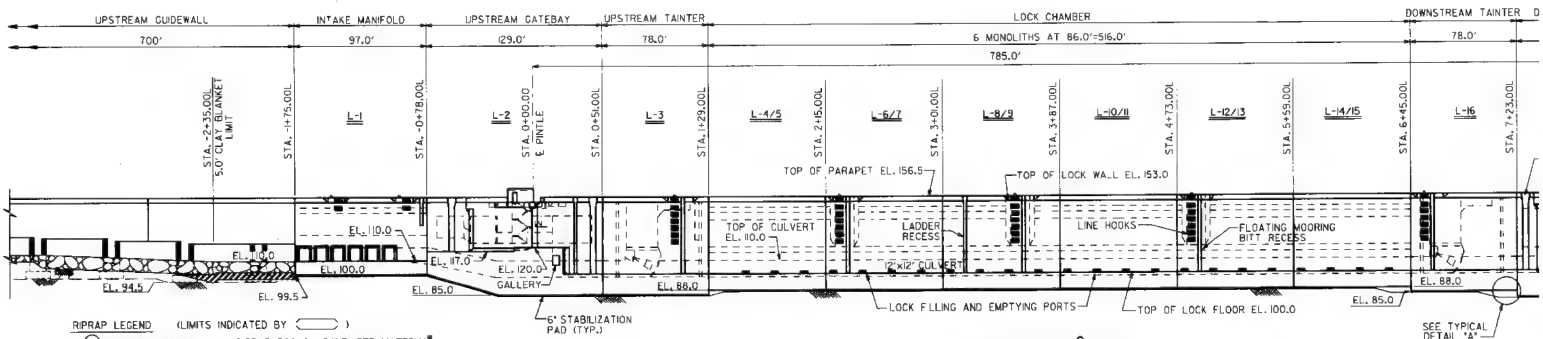 UPSTREAM GUIDEWALL
INTAKE MANIFOLD
UPSTREAM GATEBAY
UPSTREAM TAINTER
LOCK CHAMBER
DOWNSTREAM TAINTER
D
700'
97.0'
129.0'
78.0'
6 MONOLITHS AT 86.0'=516.0'
78.0'
785.0'
STA. -2+35.00L
5.0' CLAY BLANKET
LIMIT
STA. -1+75.00L
L-1
STA. -0+78.00L
L-2
STA. 0+00.00
℄ PINTLE
STA. 0+51.00L
L-3
STA. 1+29.00L
L-4/5
STA. 2+15.00L
L-6/7
STA. 3+01.00L
L-8/9
STA. 3+87.00L
L-10/11
STA. 4+73.00L
L-12/13
STA. 5+59.00L
L-14/15
STA. 6+45.00L
L-16
STA. 7+23.00L
TOP OF PARAPET EL. 156.5
TOP OF LOCK WALL EL. 153.0
EL. 110.0
EL. 110.0
EL. 117.0
EL. 120.0
GALLERY
TOP OF CULVERT
EL. 110.0
LADDER
RECESS
LINE HOOKS
FLOATING MOORING
BITT RECESS
12'x12' CULVERT
EL. 100.0
EL. 94.5
EL. 99.5
EL. 85.0
EL. 88.0
EL. 88.0
EL. 85.0
LOCK FILLING AND EMPTYING PORTS
TOP OF LOCK FLOOR EL. 100.0
6" STABILIZATION
PAD (TYP.)
SEE TYPICAL
DETAIL "A"
RIPRAP LEGEND (LIMITS INDICATED BY )